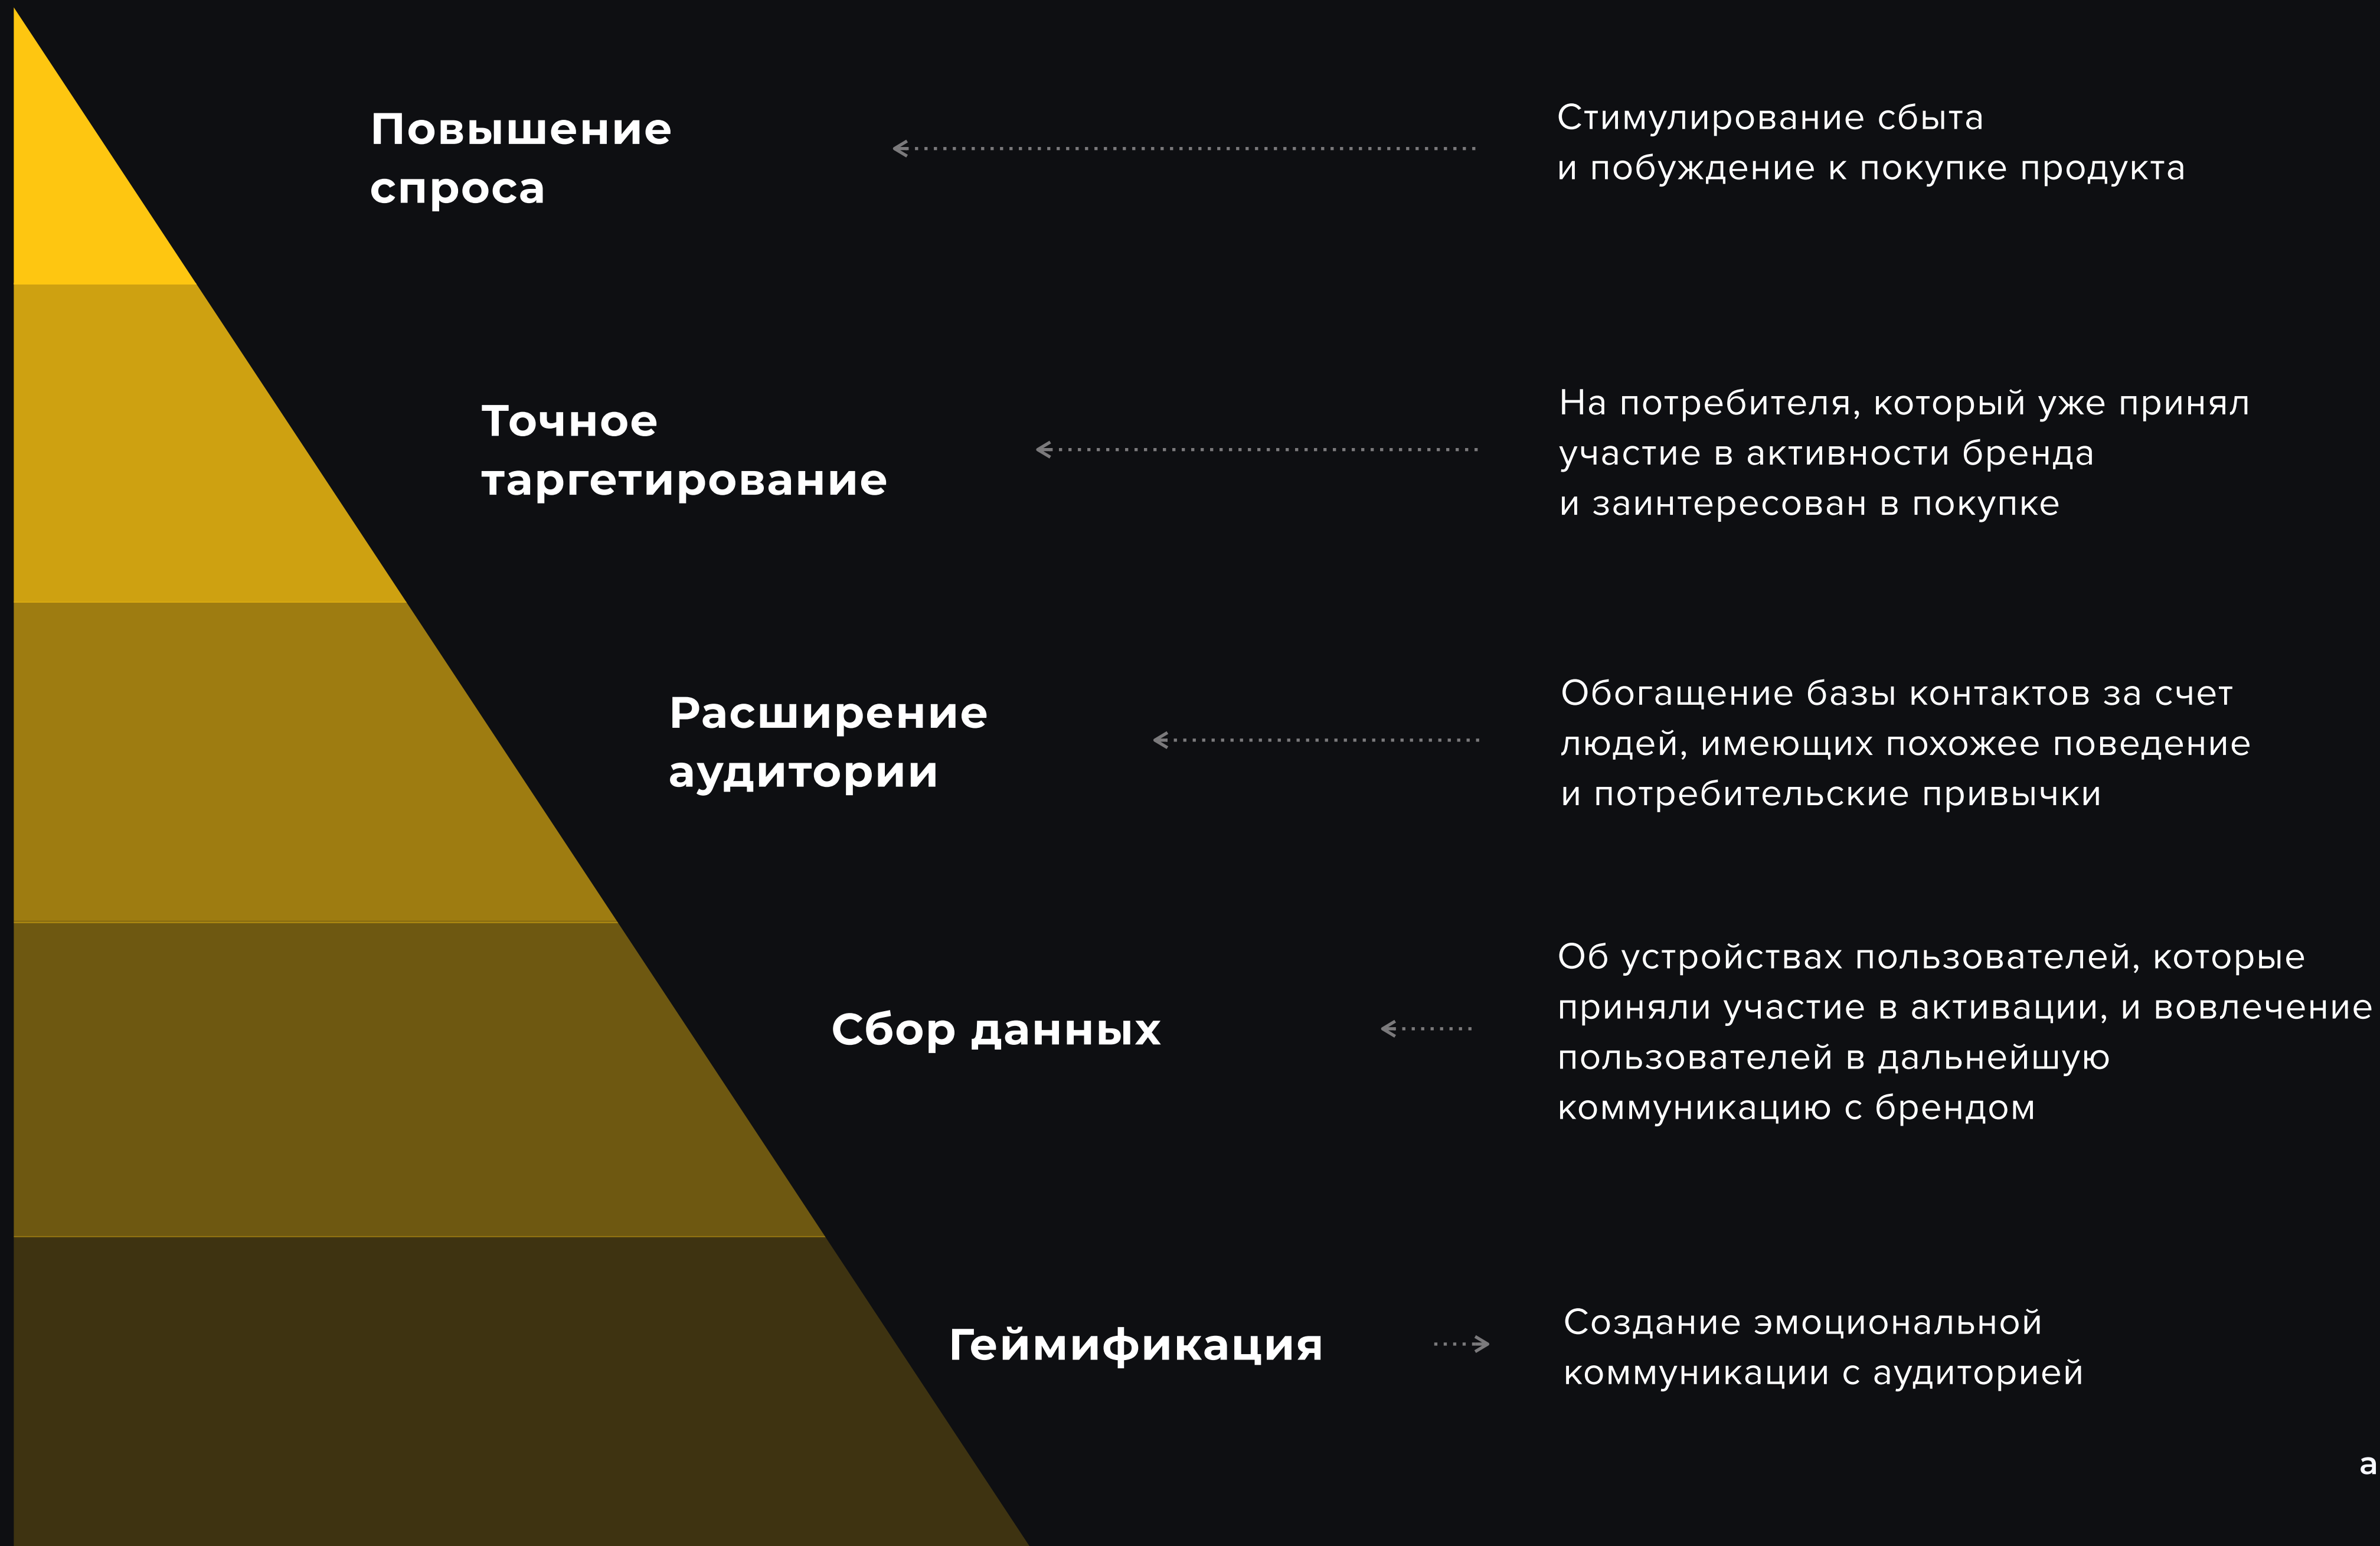 Повышение
спроса
Стимулирование сбыта
и побуждение к покупке продукта
Точное
таргетирование
На потребителя, который уже принял
участие в активности бренда
и заинтересован в покупке
Расширение
аудитории
Обогащение базы контактов за счет
людей, имеющих похожее поведение
и потребительские привычки
Сбор данных
Об устройствах пользователей, которые
приняли участие в активации, и вовлечение
пользователей в дальнейшую
коммуникацию с брендом
Геймификация
Создание эмоциональной
коммуникации с аудиторией